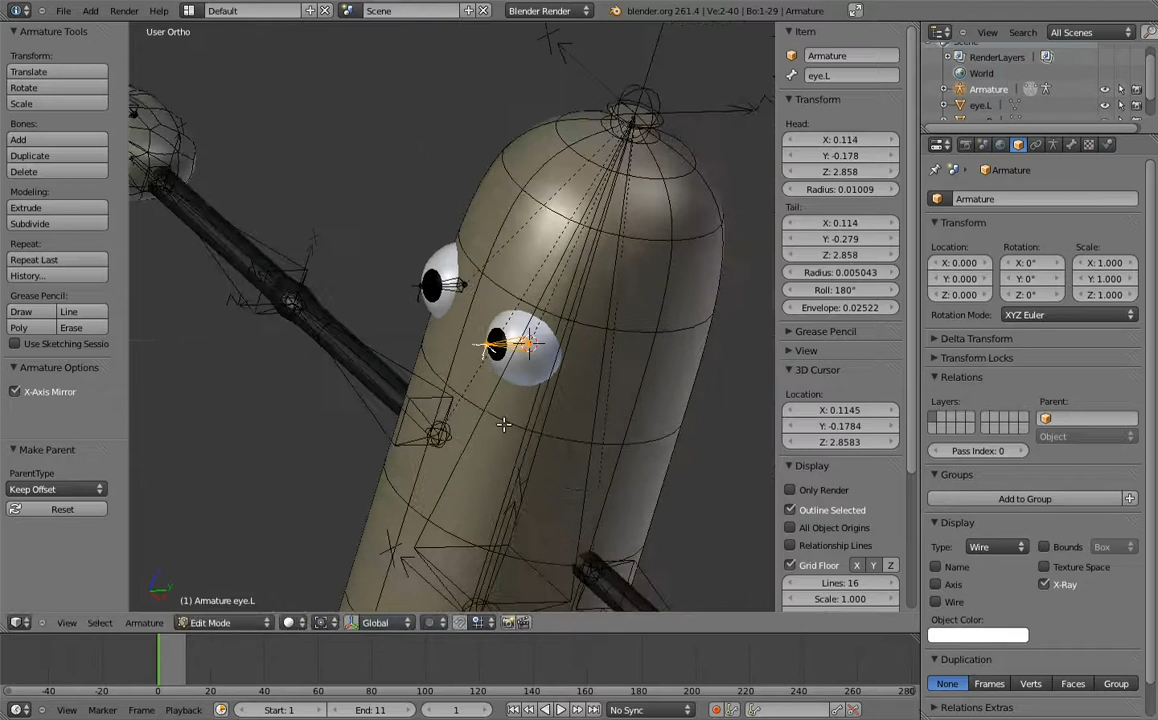 File Add Render Help
Default
Scene
Blender Render
blender.org 261.4 | Ve:2-40 | Bo:1-29 | Armature
Armature Tools
Transform:
Translate
Rotate
Scale
Bones:
Add
Duplicate
Delete
Modeling:
Extrude
Subdivide
Repeat:
Repeat Last
History...
Grease Pencil:
Draw Line
Poly Erase
Use Sketching Sessio
Armature Options
X-Axis Mirror
Make Parent
ParentType
Keep Offset
Reset
User Ortho
(1) Armature eye.L
Item
Armature
eye.L
Transform
Head:
X: 0.114
Y: -0.178
Z: 2.858
Radius: 0.01009
Tail:
X: 0.114
Y: -0.279
Z: 2.858
Radius: 0.005043
Roll: 180°
Envelope: 0.02522
Grease Pencil
View
3D Cursor
Location:
X: 0.1145
Y: -0.1784
Z: 2.8583
Display
Only Render
Outline Selected
All Object Origins
Relationship Lines
Grid Floor X Y Z
Lines: 16
Scale: 1.000
View Search All Scenes
RenderLayers
World
Armature
eye.L
Armature
Armature
Transform
Location: Rotation: Scale:
X: 0.000 X: 0° X: 1.000
Y: 0.000 Y: 0° Y: 1.000
Z: 0.000 Z: 0° Z: 1.000
Rotation Mode: XYZ Euler
Delta Transform
Transform Locks
Relations
Layers: Parent:
Object
Pass Index: 0
Groups
Add to Group
Display
Type: Wire Bounds Box
Name Texture Space
Axis X-Ray
Wire
Object Color:
Duplication
None Frames Verts Faces Group
Relations Extras
View Select Armature Edit Mode Global
-40 -20 0 20 40 60 80 100 120 140 160 180 200 220 240 260 280
View Marker Frame Playback Start: 1 End: 11 1 No Sync